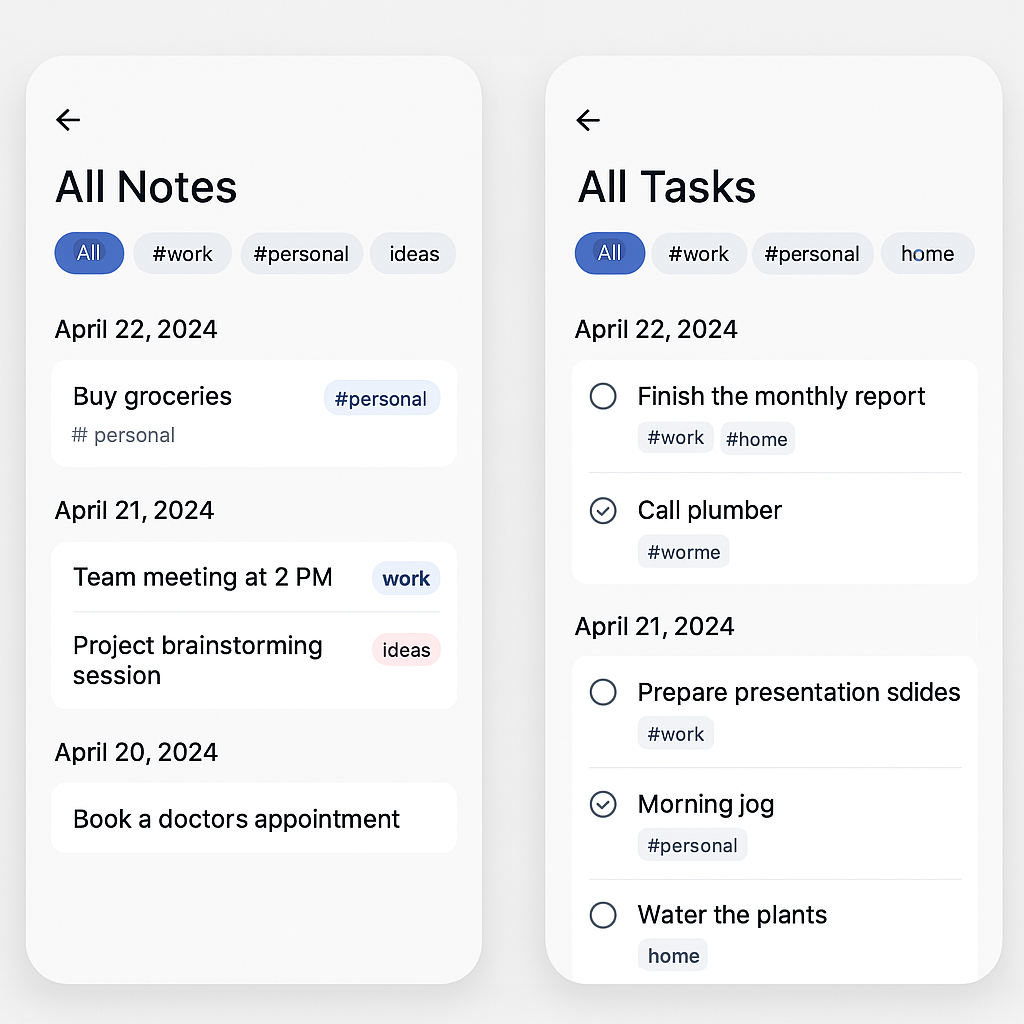 All Notes
All #work #personal ideas
April 22, 2024
Buy groceries #personal
# personal
April 21, 2024
Team meeting at 2 PM work
Project brainstorming ideas
session
April 20, 2024
Book a doctors appointment
All Tasks
All #work #personal home
April 22, 2024
Finish the monthly report
#work #home
Call plumber
#worme
April 21, 2024
Prepare presentation sdides
#work
Morning jog
#personal
Water the plants
home